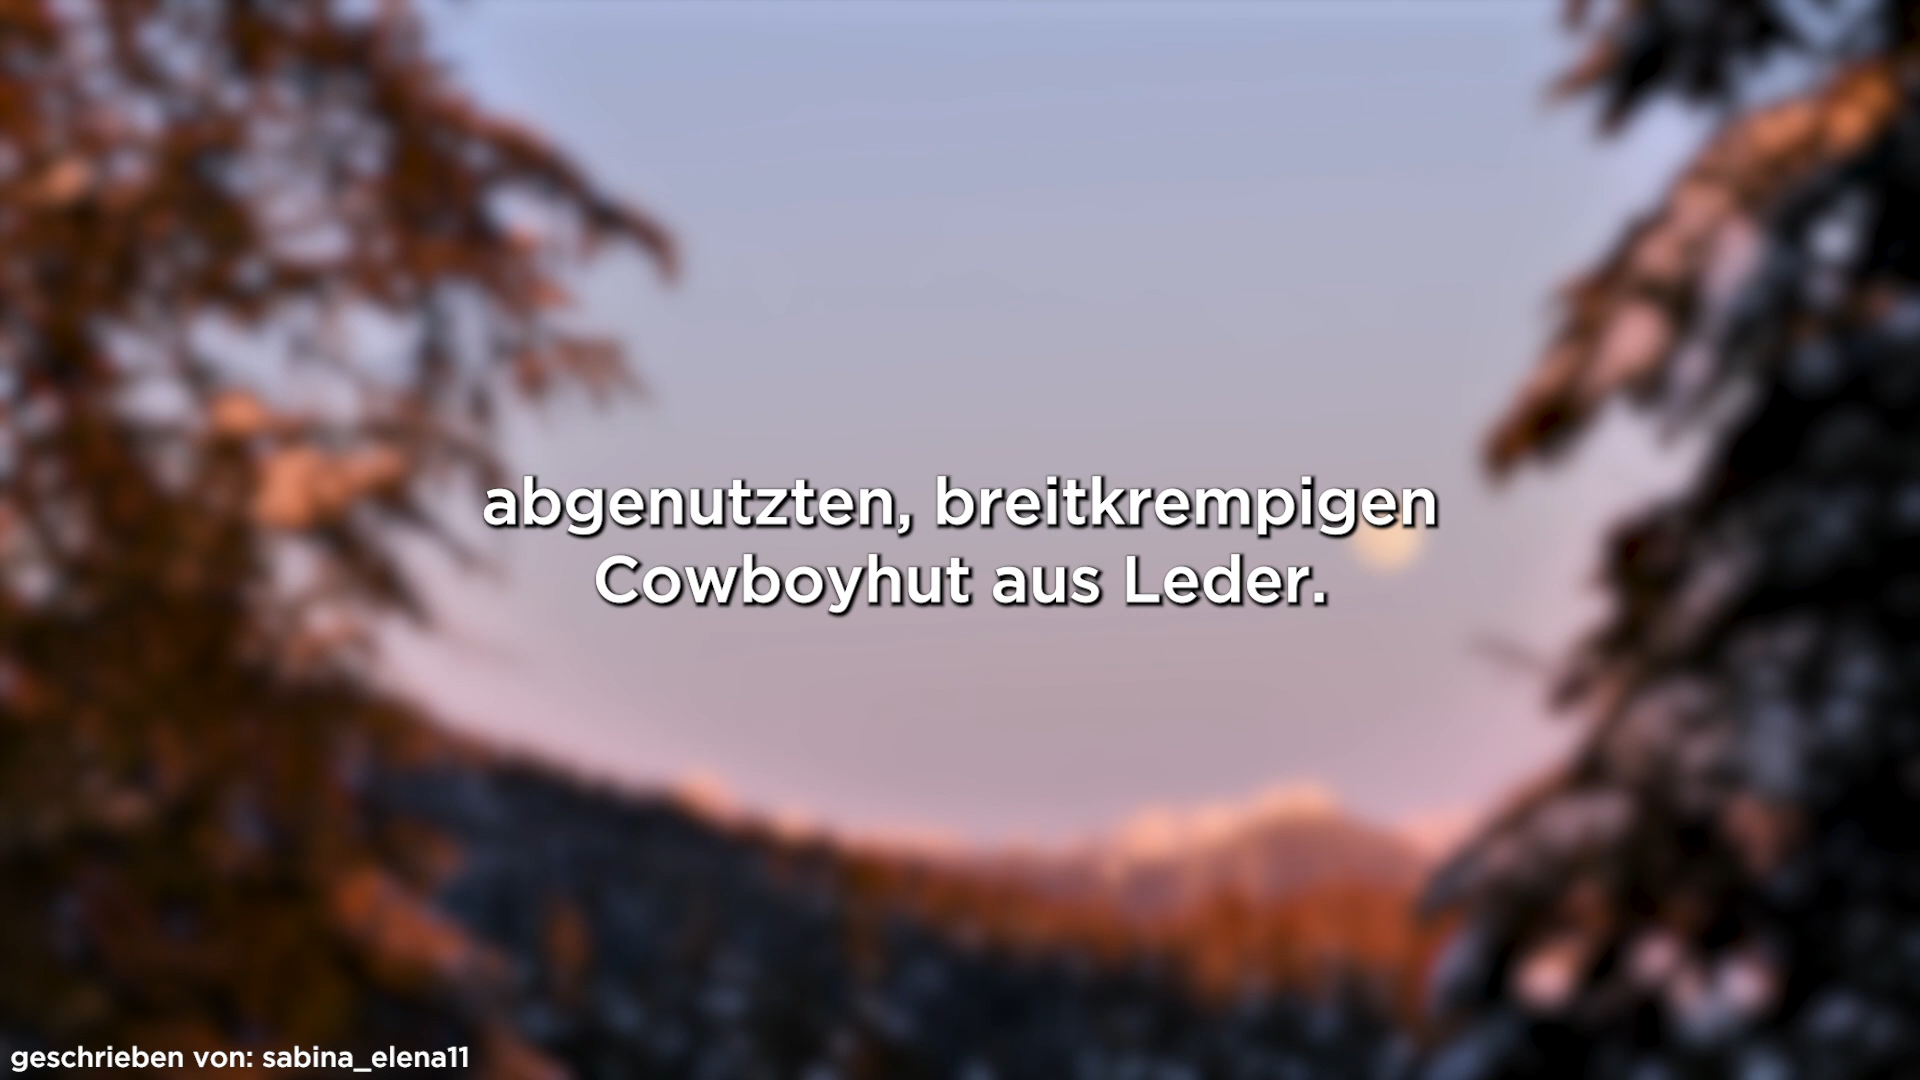 abgenutzten, breitkrempigen
Cowboyhut aus Leder.
geschrieben von: sabina_elena11